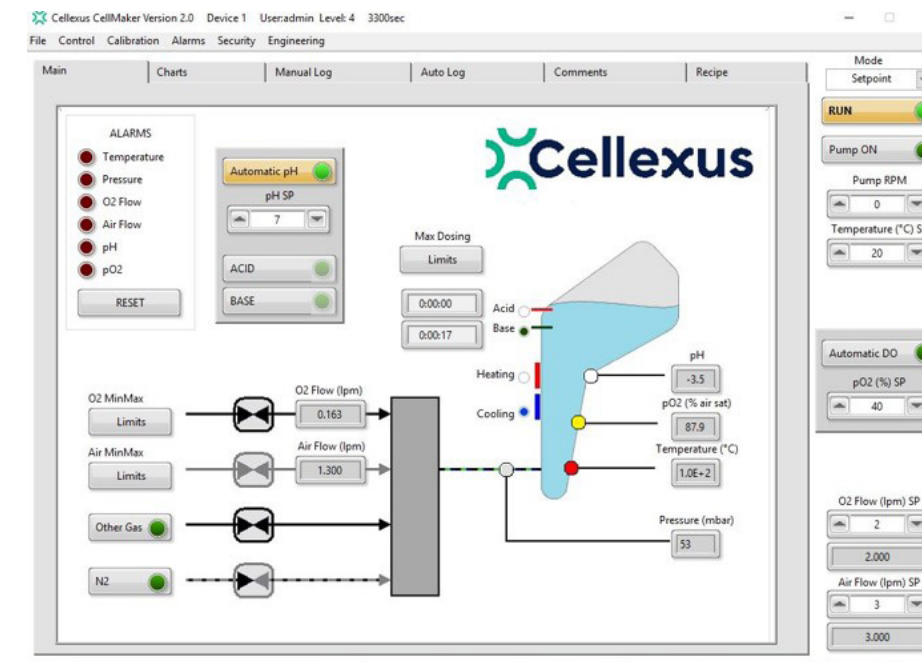 Cellexus CellMaker Version 2.0 Device 1 User:admin Level: 4 3300sec
File Control Calibration Alarms Security Engineering
Main Charts Manual Log Auto Log Comments Recipe
ALARMS
Temperature
Pressure
O2 Flow
Air Flow
pH
pO2
RESET
Automatic pH
pH SP
7
ACID
BASE
Cellexus
Max Dosing
Limits
0:00:00
Acid
0:00:17
Base
Heating
Cooling
pH
-3.5
pO2 (% air sat)
87.9
Temperature (°C)
1.0E+2
Pressure (mbar)
53
O2 MinMax
Limits
O2 Flow (lpm)
0.163
Air MinMax
Limits
Air Flow (lpm)
1.300
Other Gas
N2
Mode
Setpoint
RUN
Pump ON
Pump RPM
0
Temperature (°C) S
20
Automatic DO
pO2 (%) SP
40
O2 Flow (lpm) SP
2
2.000
Air Flow (lpm) SP
3
3.000